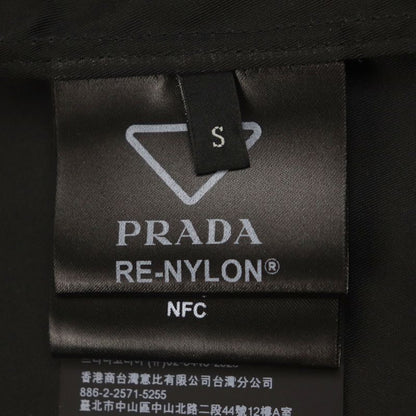 S
PRADA
RE-NYLON®
NFC
香港商台灣意比有限公司台灣分公司
886-2-2571-5255
臺北市中山區中山北路二段44號12樓A室